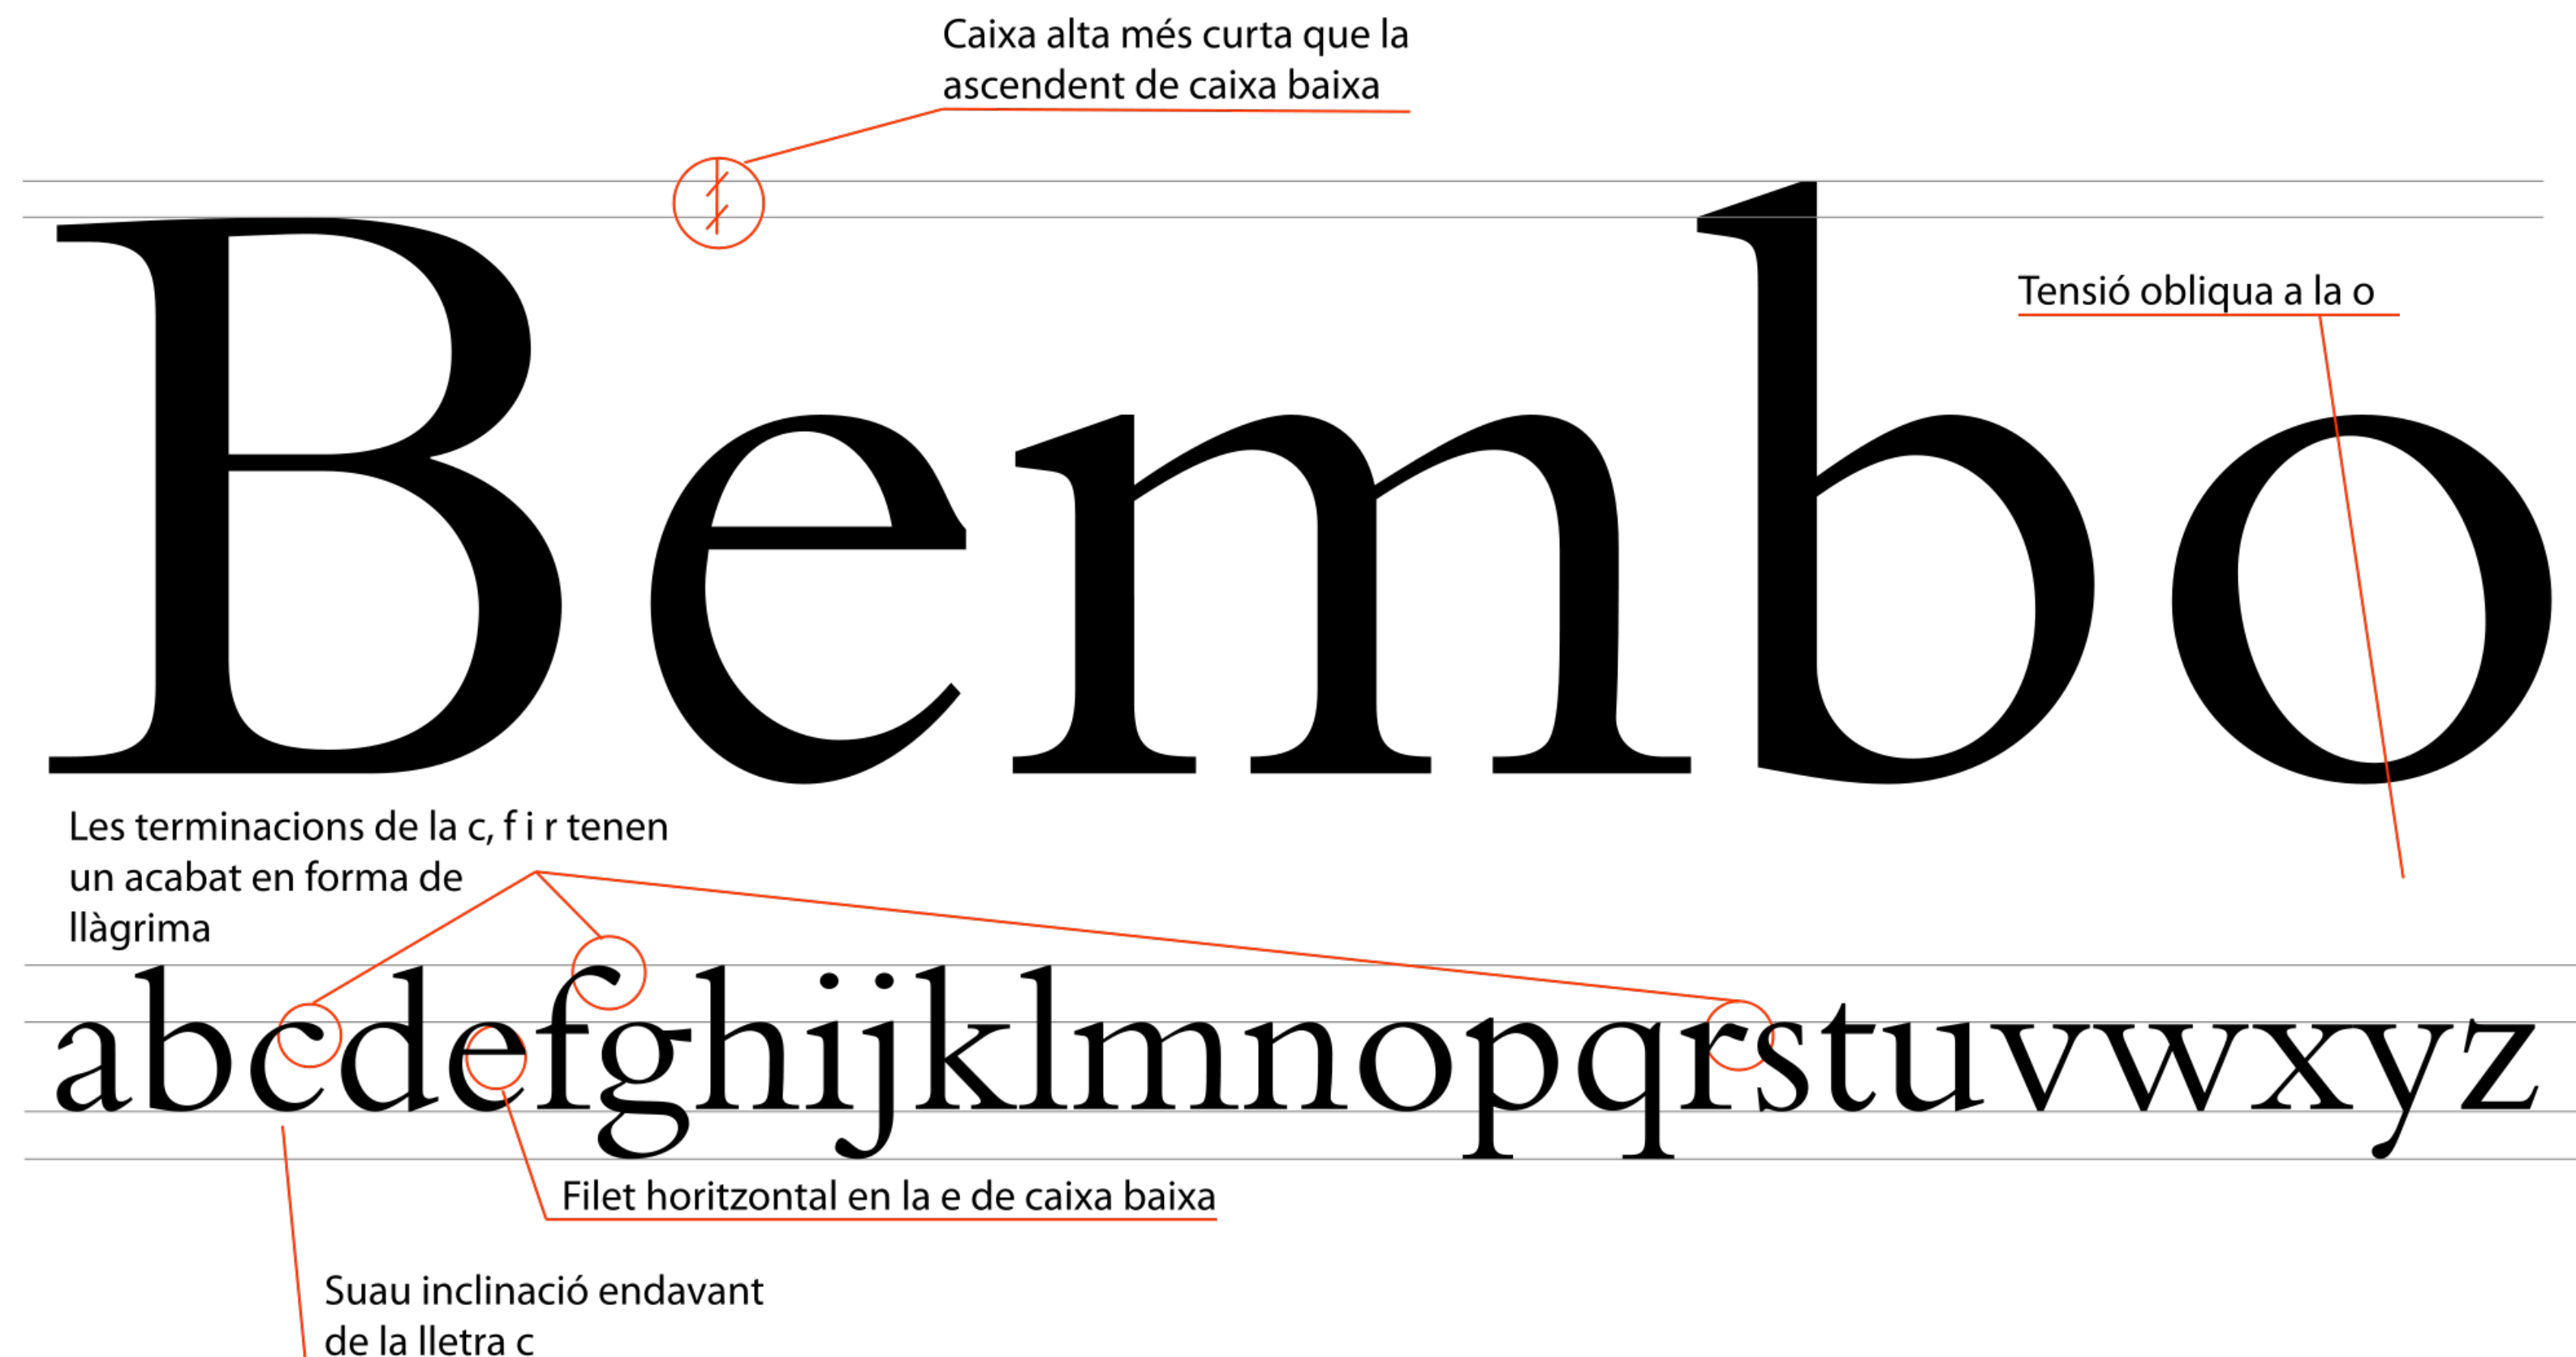 Caixa alta més curta que la
ascendent de caixa baixa
Tensió obliqua a la o
Bembo
Les terminacions de la c, f i r tenen
un acabat en forma de
llàgrima
abcdefghijklmnopqrstuvwxyz
Filet horitzontal en la e de caixa baixa
Suau inclinació endavant
de la lletra c